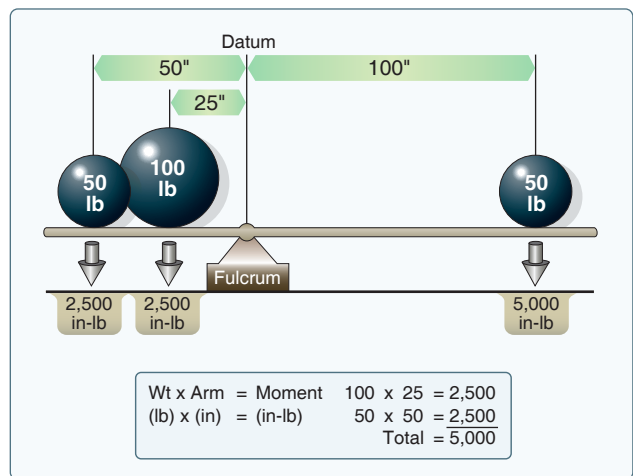 Datum
50"
100"
25"
50
lb
100
lb
50
lb
Fulcrum
2,500
in-lb
2,500
in-lb
5,000
in-lb
Wt x Arm = Moment 100 x 25 = 2,500
(lb) x (in) = (in-lb) 50 x 50 = 2,500
Total = 5,000